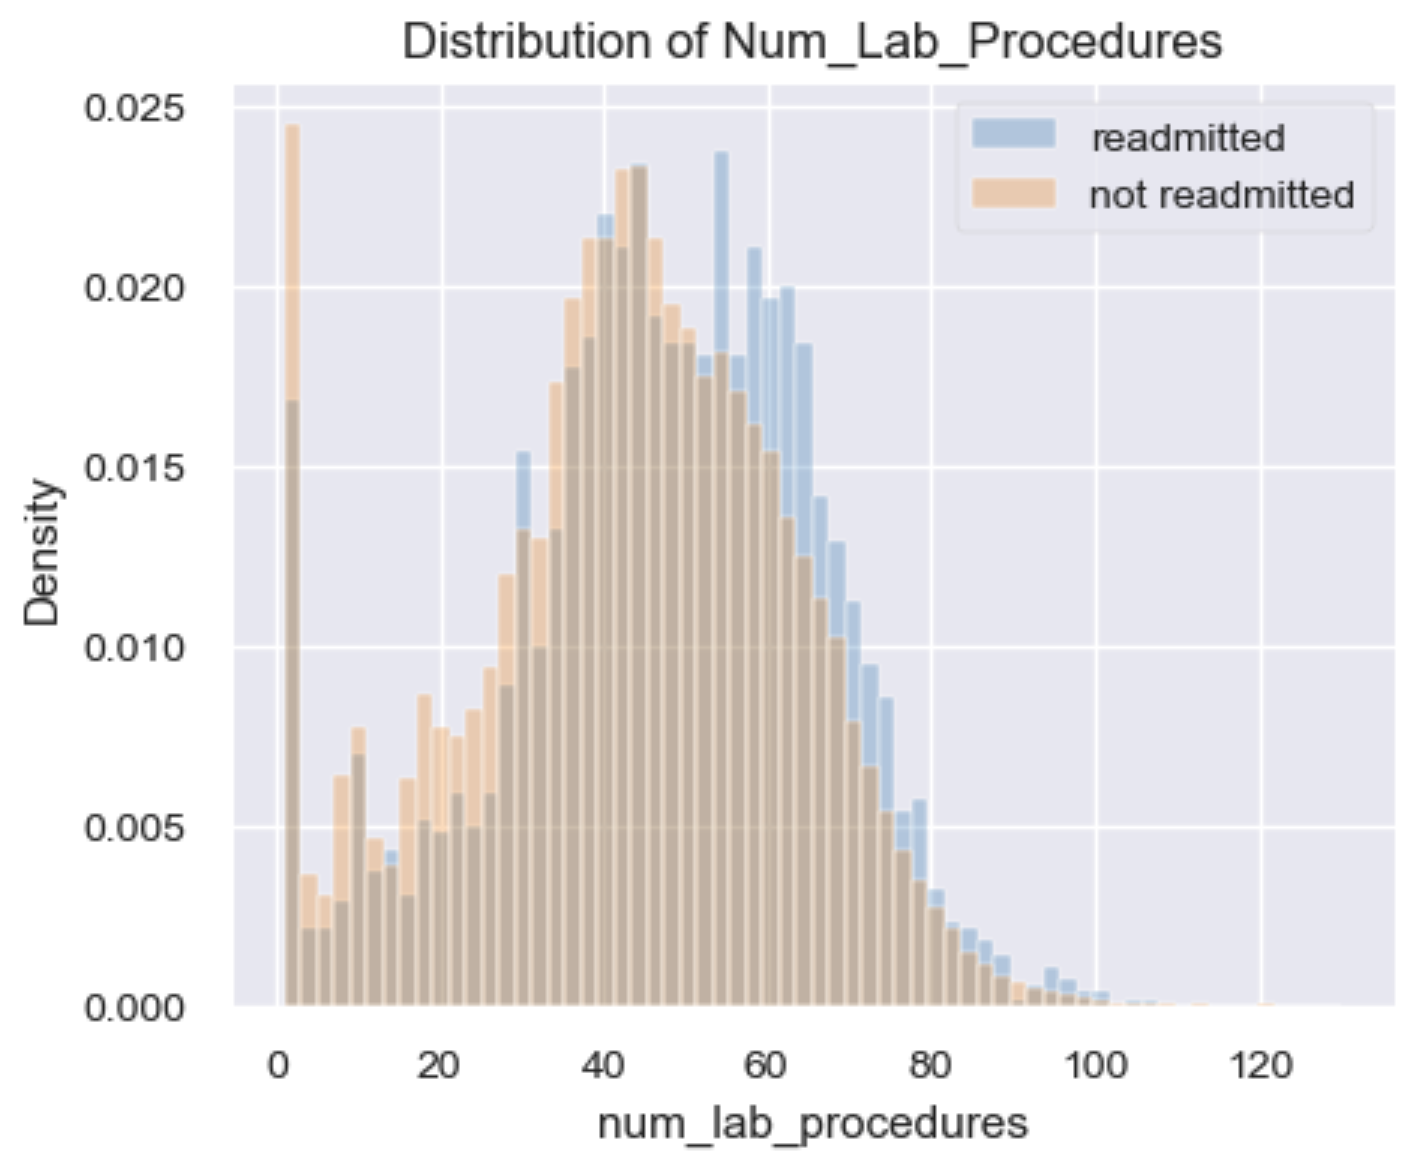 Distribution of Num_Lab_Procedures
0.025
0.020
0.015
0.010
0.005
0.000
Density
readmitted
not readmitted
0 20 40 60 80 100 120
num_lab_procedures